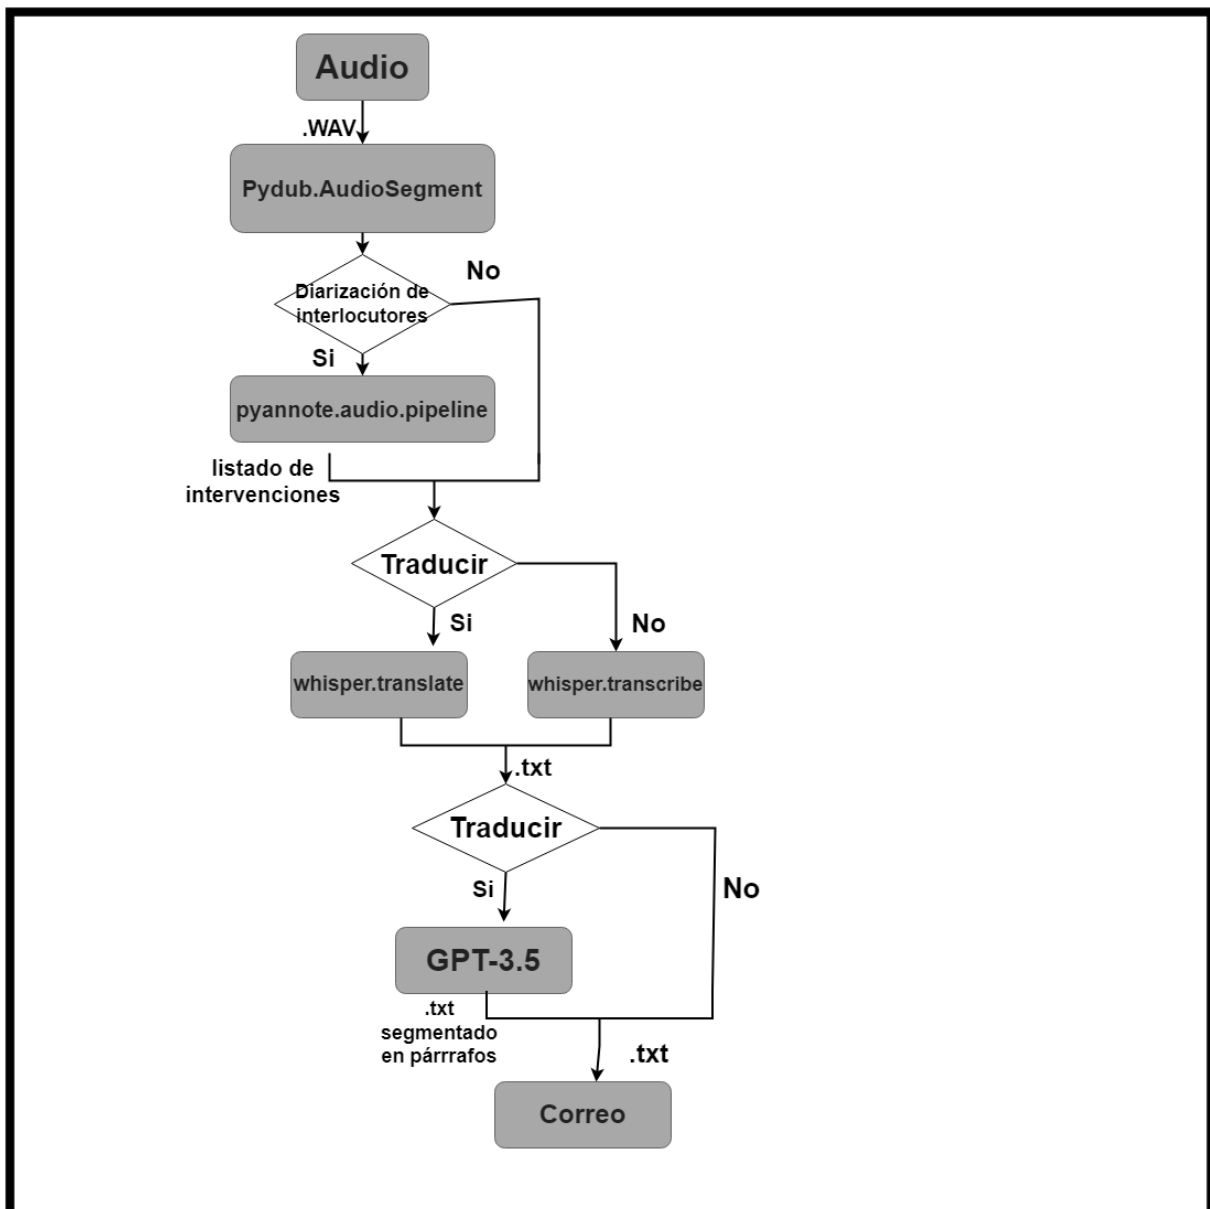 Audio
.WAV
Pydub.AudioSegment
No
Diarización de
interlocutores
Si
pyannote.audio.pipeline
listado de
intervenciones
Traducir
Si
No
whisper.translate
whisper.transcribe
.txt
Traducir
Si
No
GPT-3.5
.txt
segmentado
en párrrafos
.txt
Correo